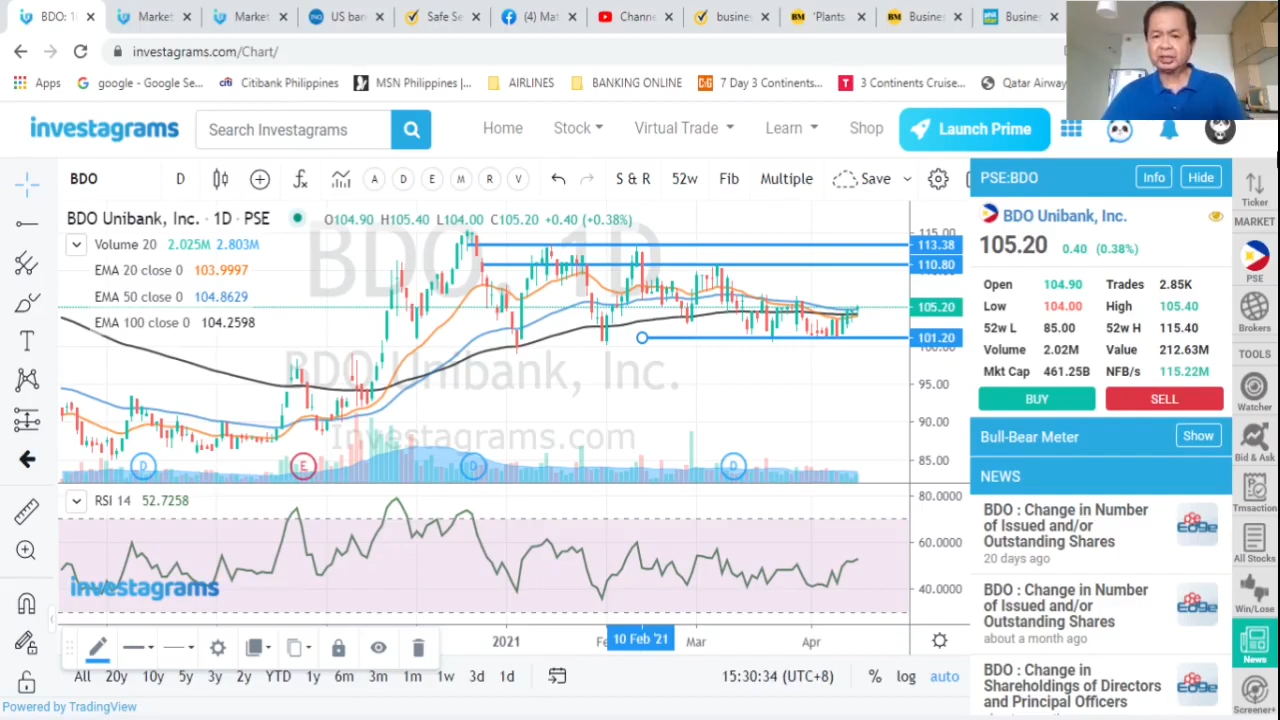 BDO: 1(
Market
Market
US ban
Safe Se
(4) Mat
Channe
busines
'Plants
Busine
Busine
investagrams.com/Chart/
Apps
google - Google Se...
Citibank Philippines
MSN Philippines |...
AIRLINES
BANKING ONLINE
7 Day 3 Continents...
3 Continents Cruise...
Qatar Airway
investagrams
Search Investagrams
Home
Stock
Virtual Trade
Learn
Shop
Launch Prime
BDO
D
A D E M R V
S & R
52w
Fib
Multiple
Save
BDO Unibank, Inc. · 1D · PSE
O104.90 H105.40 L104.00 C105.20 +0.40 (+0.38%)
Volume 20 2.025M 2.803M
EMA 20 close 0 103.9997
EMA 50 close 0 104.8629
EMA 100 close 0 104.2598
BDO, 1D
BDO Unibank, Inc.
Investagrams.com
115.00
113.38
110.80
105.20
101.20
100.00
95.00
90.00
85.00
D
E
D
D
RSI 14 52.7258
80.0000
60.0000
40.0000
investagrams
2021
10 Feb '21
Mar
Apr
All 20y 10y 5y 3y 2y YTD 1y 6m 3m 1m 1w 3d 1d
15:30:34 (UTC+8)
% log auto
Powered by TradingView
PSE:BDO
Info
Hide
BDO Unibank, Inc.
105.20 0.40 (0.38%)
Open 104.90 Trades 2.85K
Low 104.00 High 105.40
52w L 85.00 52w H 115.40
Volume 2.02M Value 212.63M
Mkt Cap 461.25B NFB/s 115.22M
BUY
SELL
Bull-Bear Meter
Show
NEWS
BDO : Change in Number
of Issued and/or
Outstanding Shares
20 days ago
Edge
BDO : Change in Number
of Issued and/or
Outstanding Shares
about a month ago
Edge
BDO : Change in
Shareholdings of Directors
and Principal Officers
Edge
Ticker
MARKET
PSE
Brokers
TOOLS
Watcher
Bid & Ask
Trnsaction
All Stocks
Win/Lose
News
Screener+